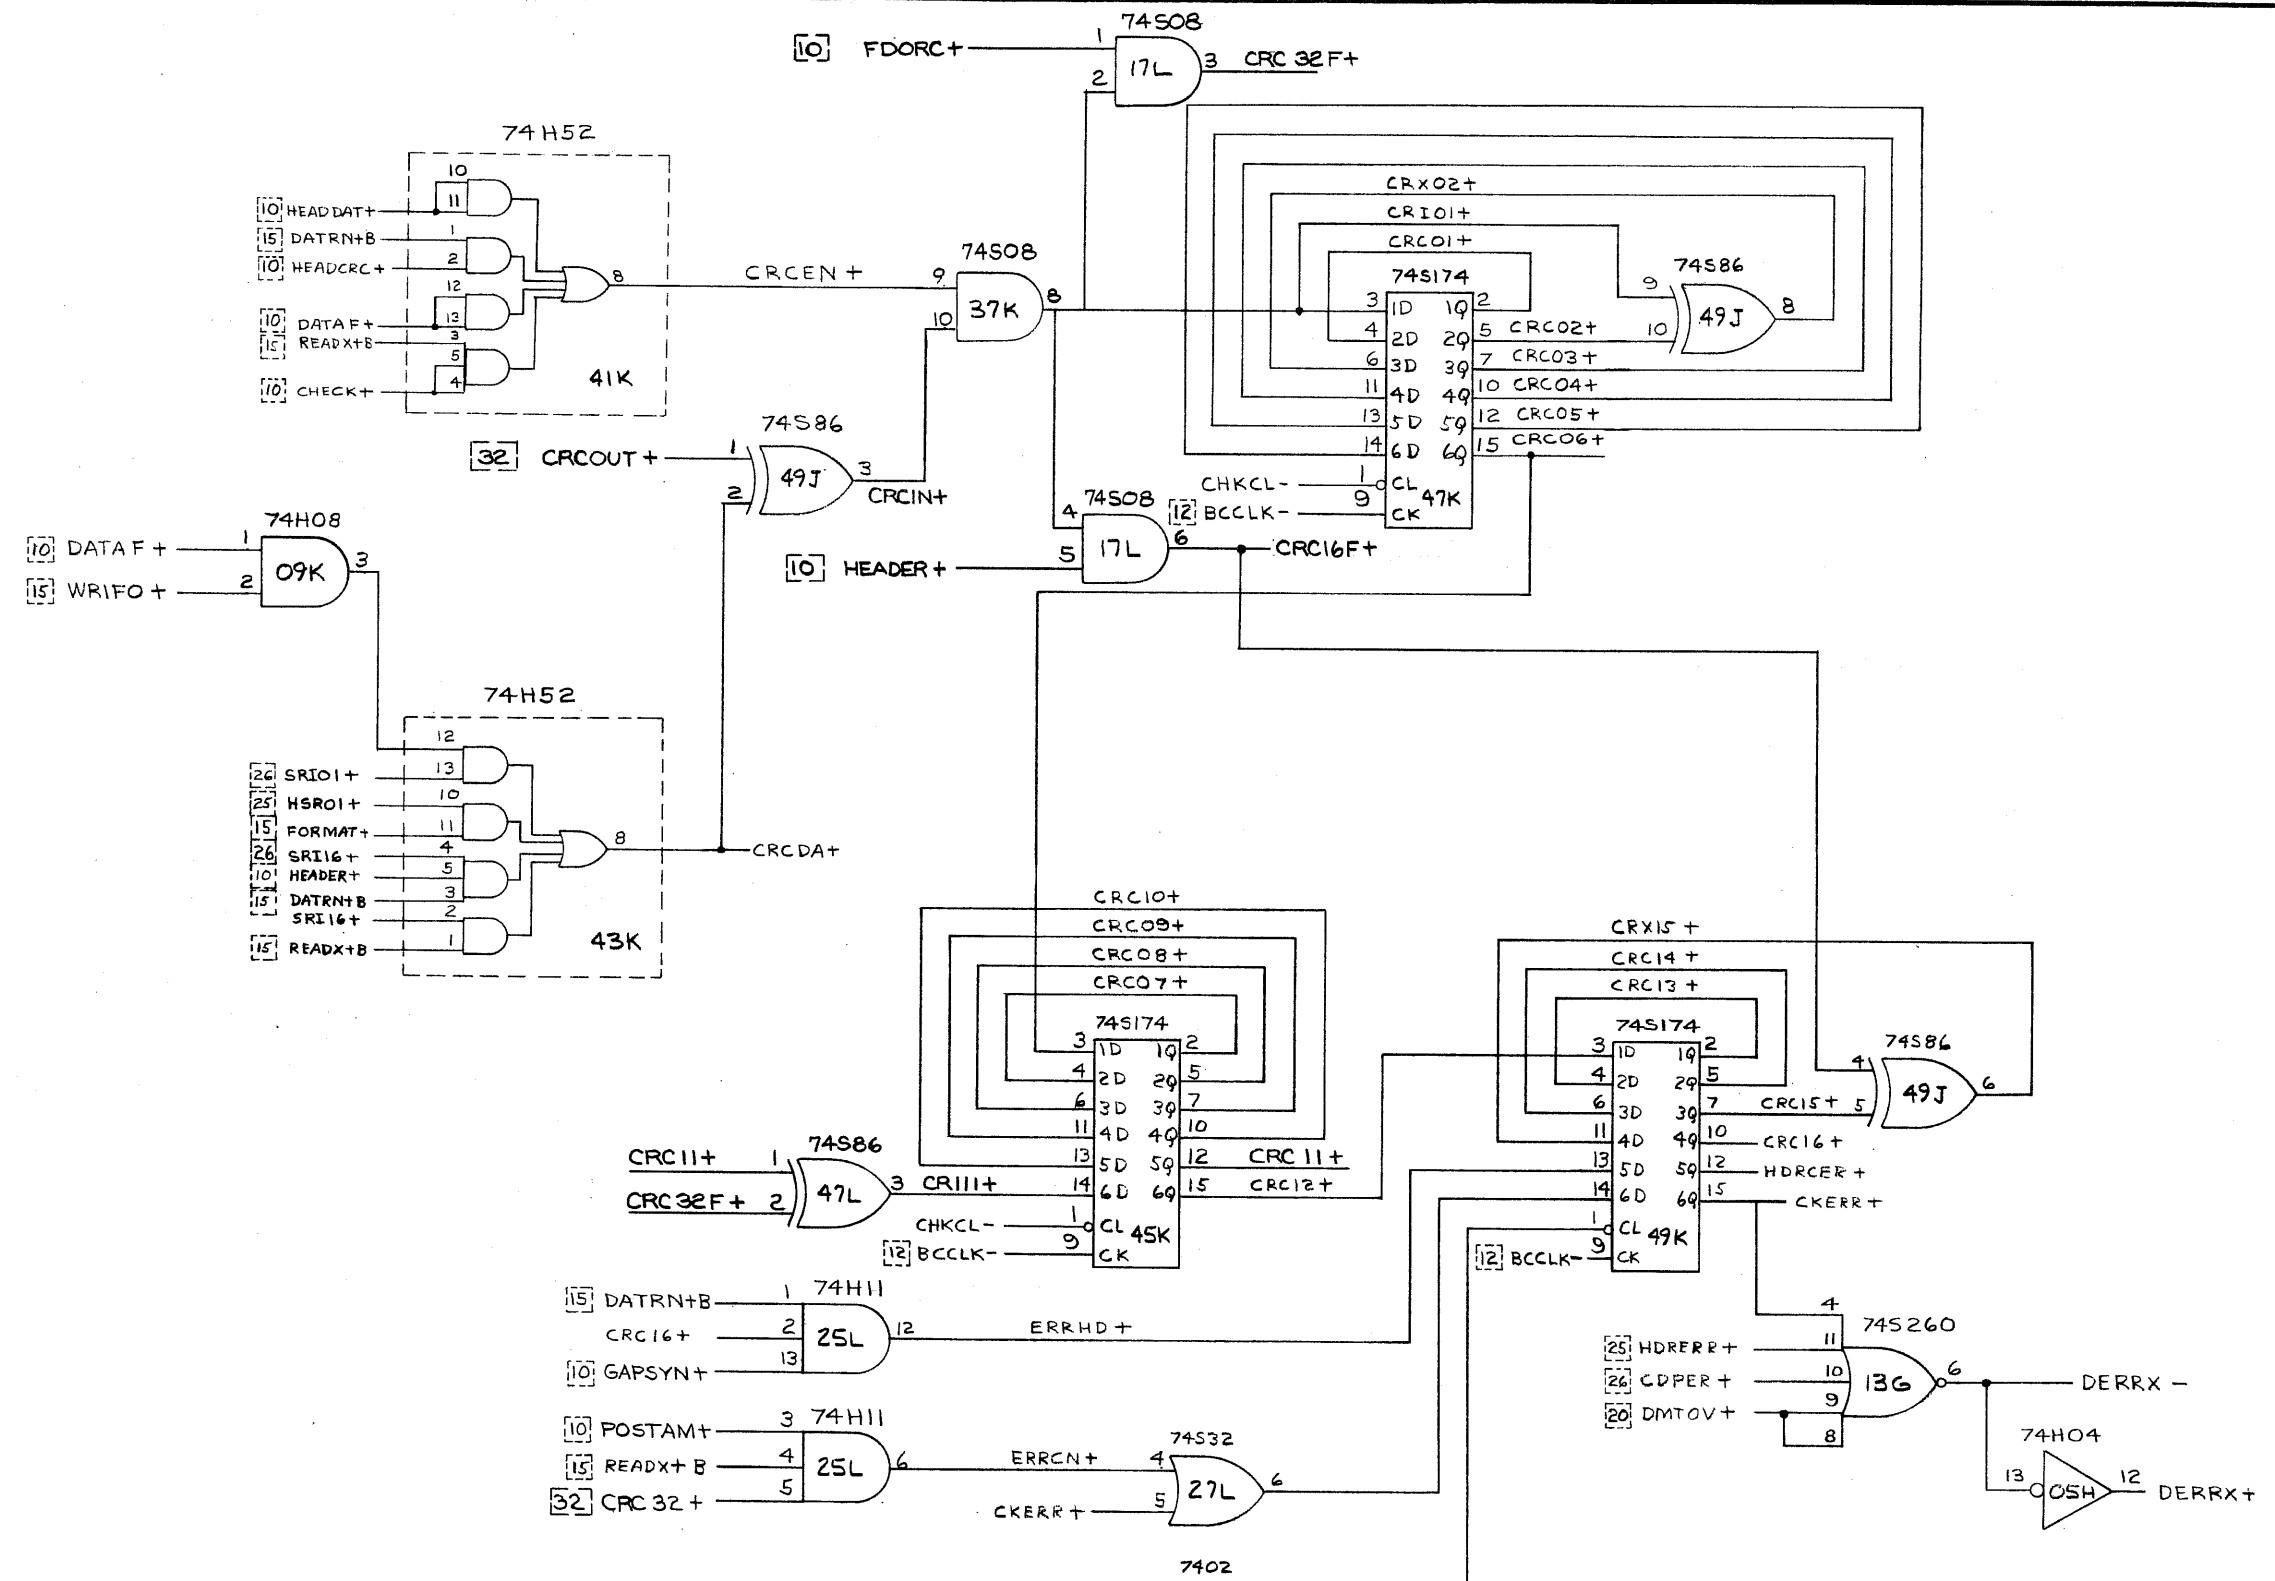 74S08
[10] FDORC+ 1 17L 3 CRC 32F+
2
74H52
10
[10] HEADDAT+ 11
[15] DATRN+B 1
[10] HEADCRC+ 2
12
[10] DATAF+ 13
[15] READX+B 3
5
[10] CHECK+ 4
8
41K
CRCEN+
74S08
9 37K 8
10
CRX02+
CRI01+
CRC01+
74S174
3 1D 1Q 2
4 2D 2Q 5 CRC02+
6 3D 3Q 7 CRC03+
11 4D 4Q 10 CRC04+
13 5D 5Q 12 CRC05+
14 6D 6Q 15 CRC06+
CHKCL- 1 CL
[12] BCCLK- 9 CK 47K
74S86
9 49J 8
10
74S86
[32] CRCOUT+ 1 49J 3
2 CRCIN+
74S08
4 17L 6 CRC16F+
[10] HEADER+ 5
74H08
[10] DATAF+ 1 09K 3
[15] WRIFO+ 2
74H52
12
[26] SRI01+ 13
[25] HSR01+ 10
[15] FORMAT+ 11
[26] SRI16+ 4
[10] HEADER+ 5
[15] DATRN+B 3
SRI16+ 2
[15] READX+B 1
8 CRCDA+
43K
CRC10+
CRC09+
CRC08+
CRC07+
74S174
3 1D 1Q 2
4 2D 2Q 5
6 3D 3Q 7
11 4D 4Q 10
13 5D 5Q 12 CRC11+
14 6D 6Q 15 CRC12+
CHKCL- 1 CL
[12] BCCLK- 9 CK 45K
74S86
CRC11+ 1 47L 3 CRI11+
CRC32F+ 2
CRX15+
CRC14+
CRC13+
74S174
3 1D 1Q 2
4 2D 2Q 5
6 3D 3Q 7 CRC15+
11 4D 4Q 10 CRC16+
13 5D 5Q 12 HDRCER+
14 6D 6Q 15 CKERR+
1 CL
[12] BCCLK- 9 CK 49K
74S86
4 49J 6
5
74H11
[15] DATRN+B 1
CRC16+ 2 25L 12 ERRHD+
[10] GAPSYN+ 13
74H11
[10] POSTAM+ 3
[15] READX+B 4 25L 6 ERRCN+
[32] CRC32+ 5
74S32
4 27L 6
CKERR+ 5
7402
4 74S260
[25] HDRERR+ 11
[26] CDPER+ 10 13G 6 DERRX-
[20] DMTOV+ 9
8
74H04
13 05H 12 DERRX+